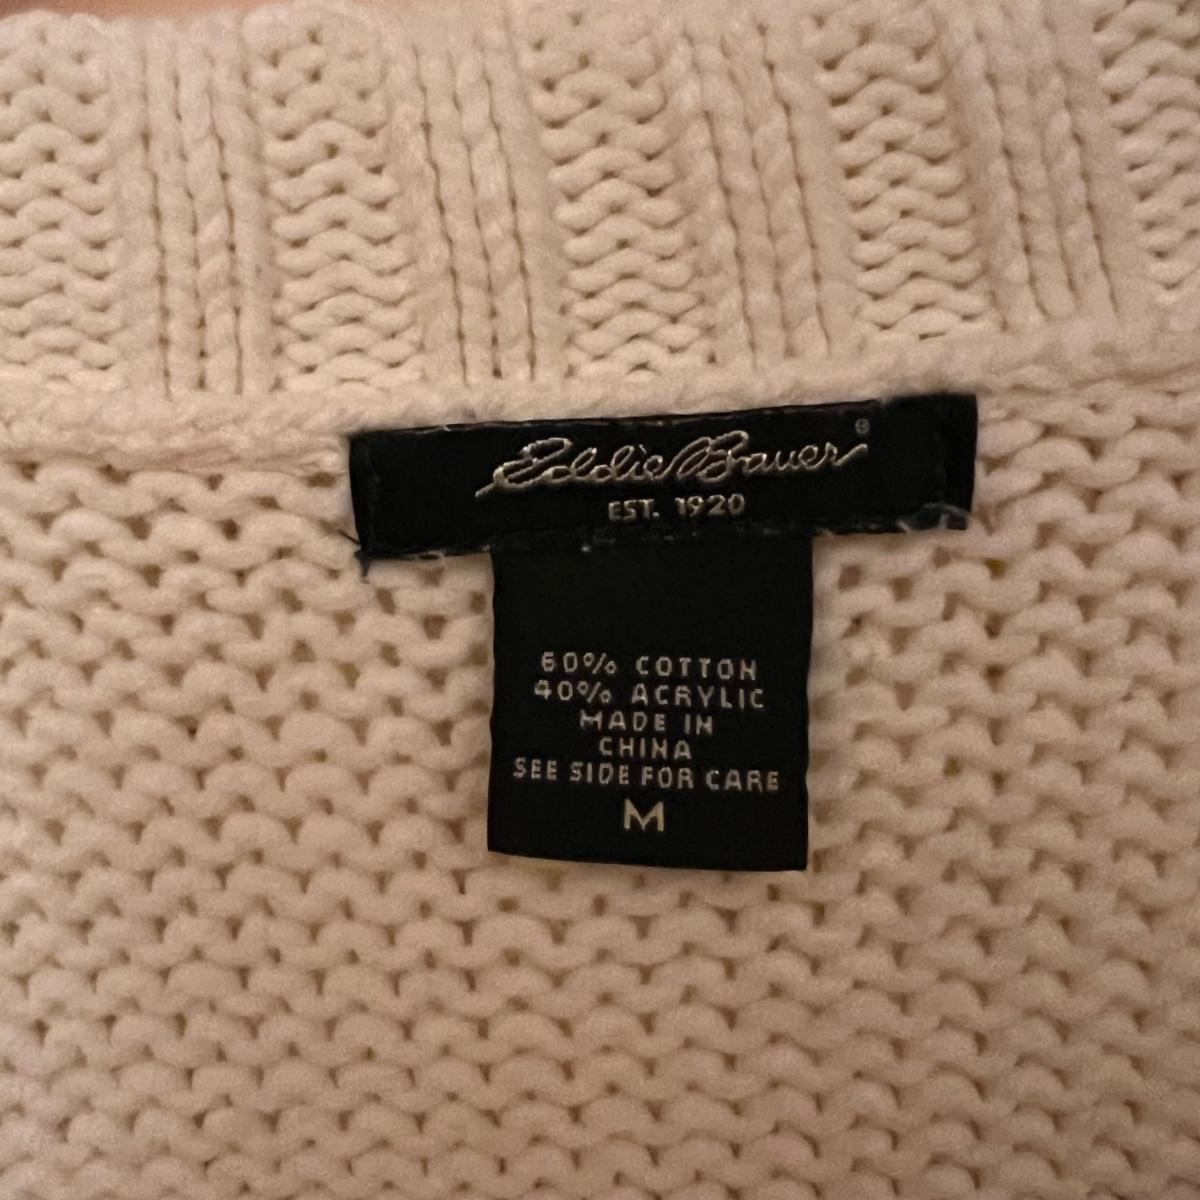 Eddie Bauer®
EST. 1920
60% COTTON
40% ACRYLIC
MADE IN
CHINA
SEE SIDE FOR CARE
M